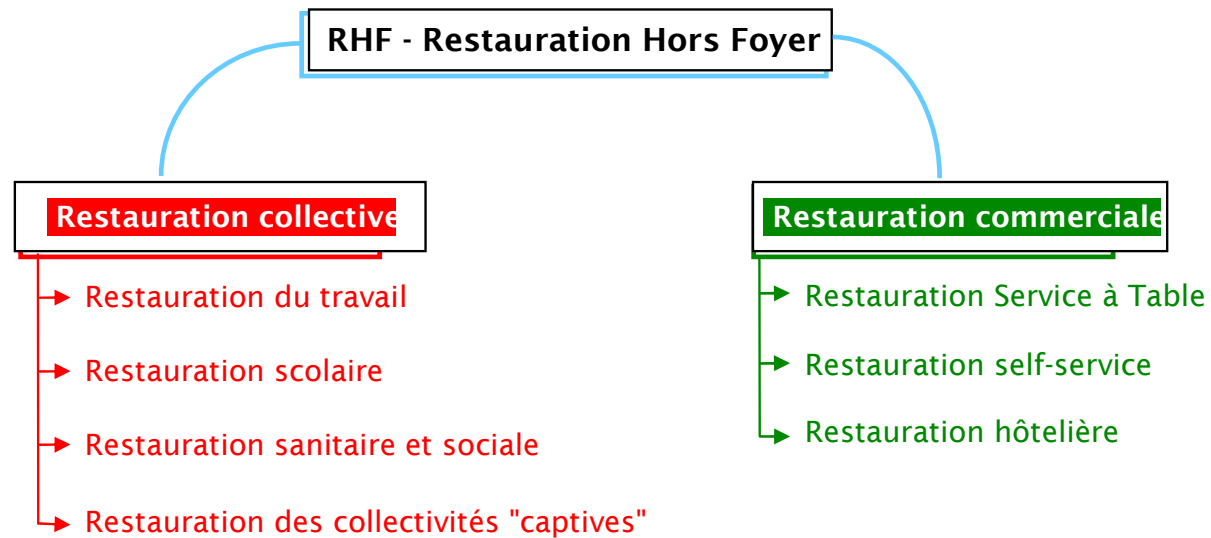 RHF - Restauration Hors Foyer
Restauration collective
Restauration du travail
Restauration scolaire
Restauration sanitaire et sociale
Restauration des collectivités "captives"
Restauration commerciale
Restauration Service à Table
Restauration self-service
Restauration hôtelière